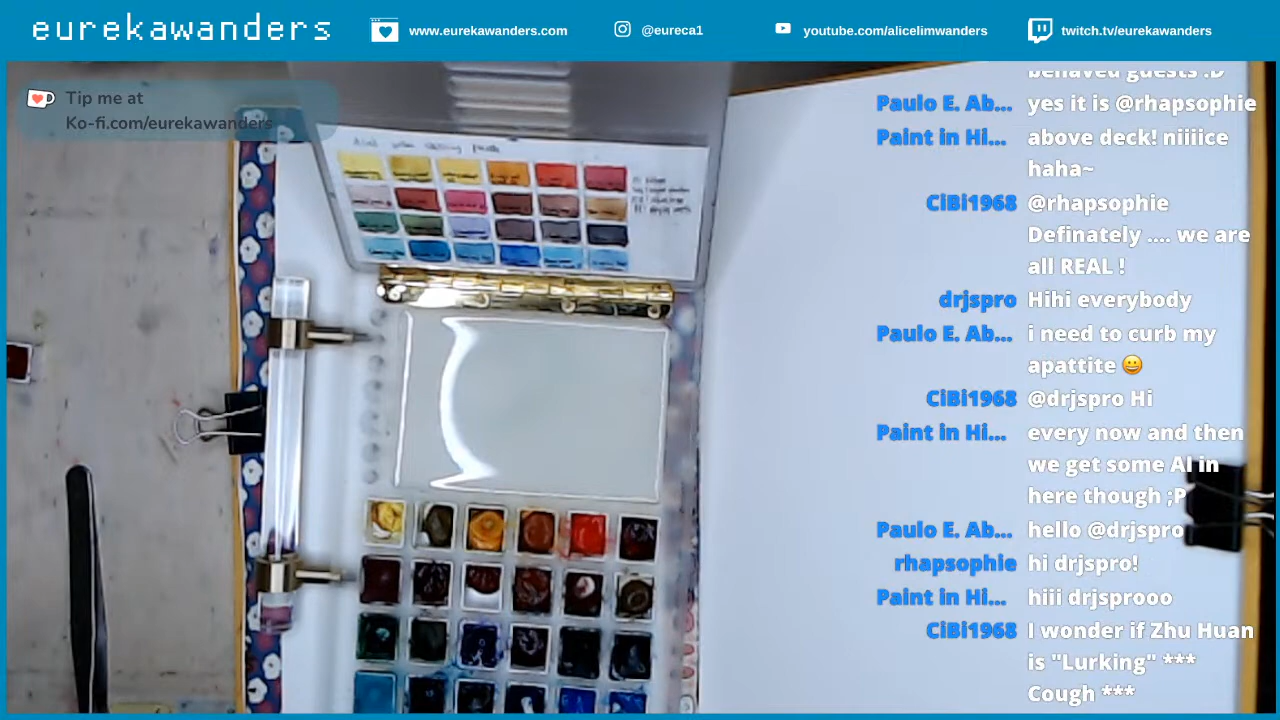 eurekawanders
www.eurekawanders.com
@eureca1
youtube.com/alicelimwanders
twitch.tv/eurekawanders
Tip me at
Ko-fi.com/eurekawanders
behaved guests :D
Paulo E. Ab... yes it is @rhapsophie
Paint in Hi... above deck! niiiice
haha~
CiBi1968 @rhapsophie
Definately .... we are
all REAL !
drjspro Hihi everybody
Paulo E. Ab... i need to curb my
apattite 😀
CiBi1968 @drjspro Hi
Paint in Hi... every now and then
we get some AI in
here though ;P
Paulo E. Ab... hello @drjspro
rhapsophie hi drjspro!
Paint in Hi... hiii drjsprooo
CiBi1968 I wonder if Zhu Huan
is "Lurking" ***
Cough ***